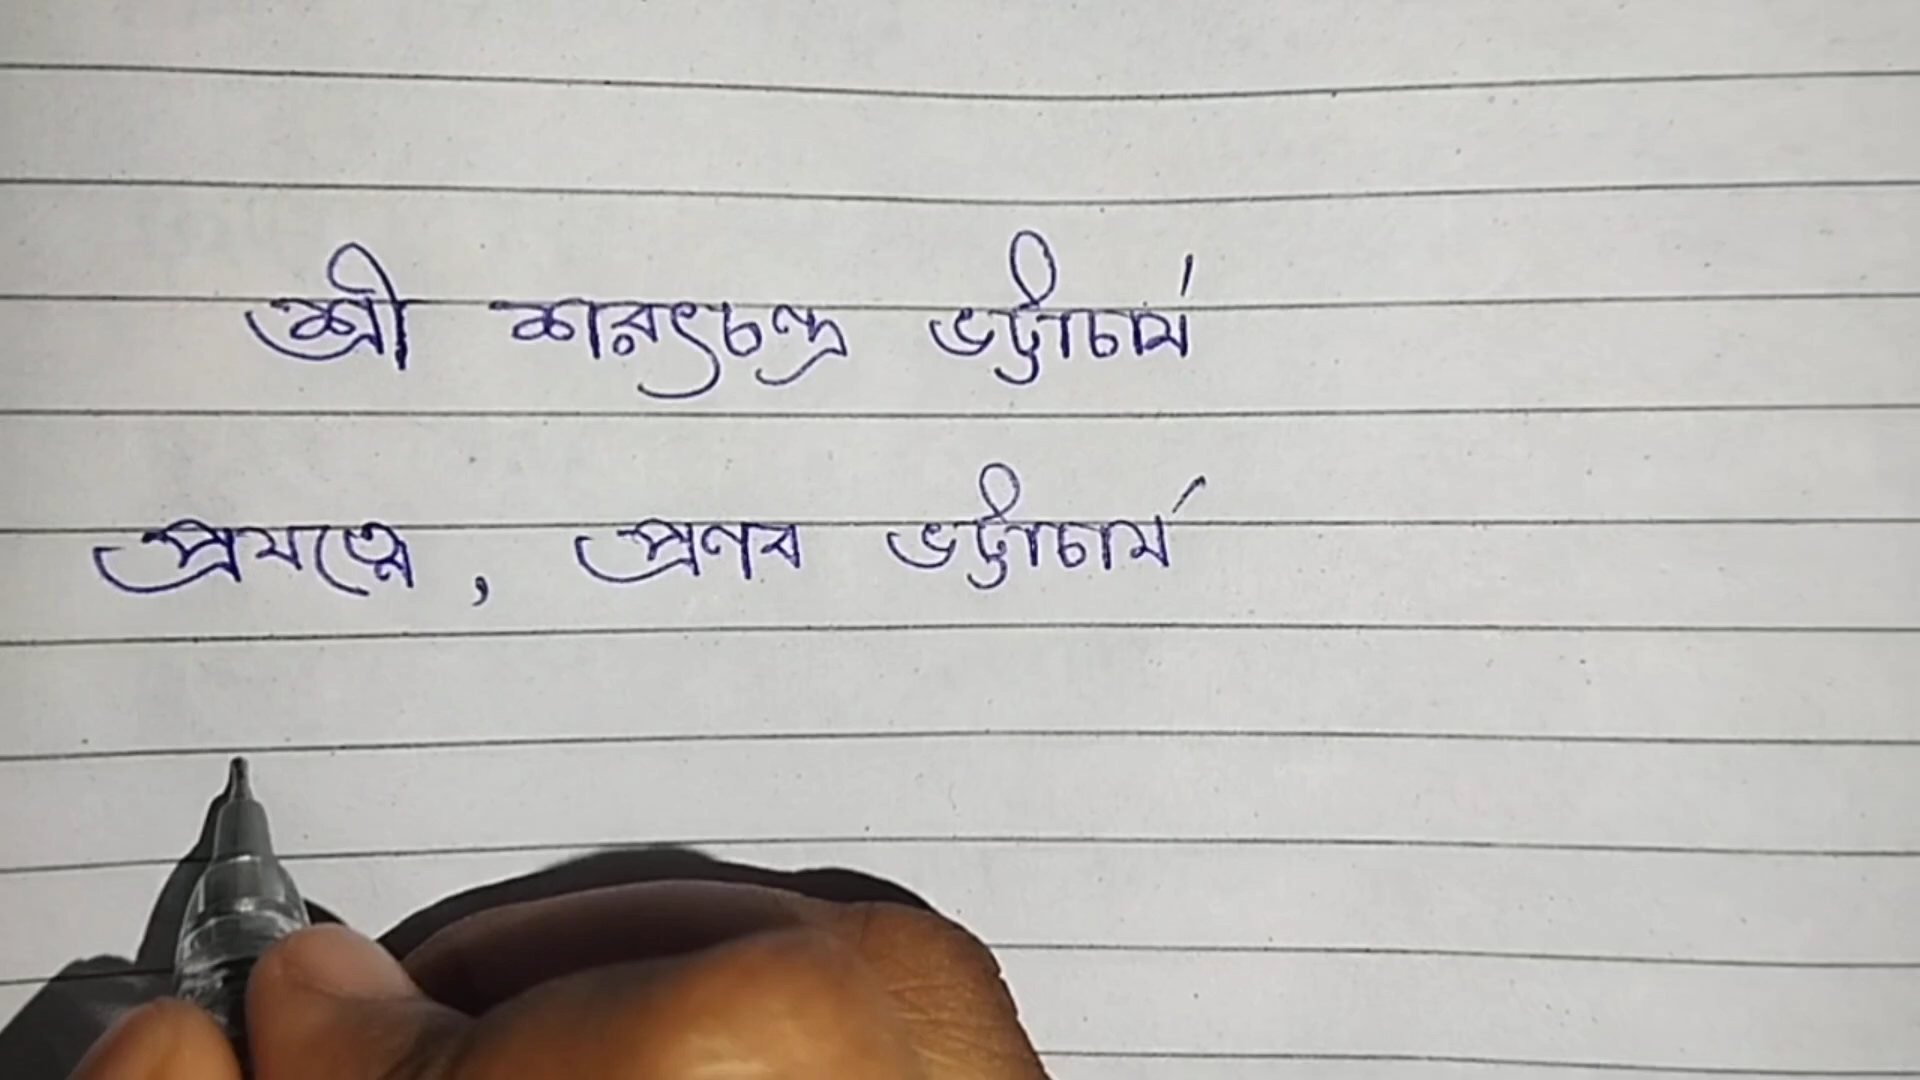 শ্রী শরৎচন্দ্র ভট্টাচার্য
প্রযত্নে, প্রণব ভট্টাচার্য